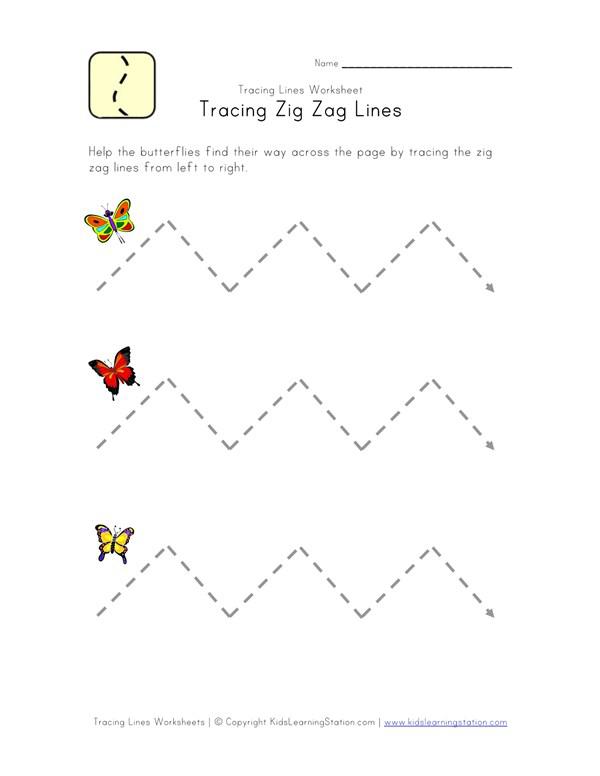 Name ____________________
Tracing Lines Worksheet
Tracing Zig Zag Lines
Help the butterflies find their way across the page by tracing the zig
zag lines from left to right.
Tracing Lines Worksheets | © Copyright KidsLearningStation.com | www.kidslearningstation.com